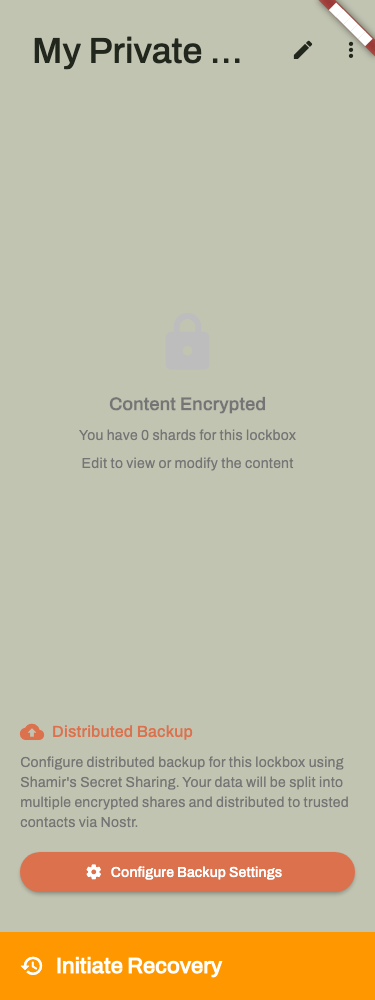 My Private ...
Content Encrypted
You have 0 shards for this lockbox
Edit to view or modify the content
Distributed Backup
Configure distributed backup for this lockbox using
Shamir's Secret Sharing. Your data will be split into
multiple encrypted shares and distributed to trusted
contacts via Nostr.
Configure Backup Settings
Initiate Recovery